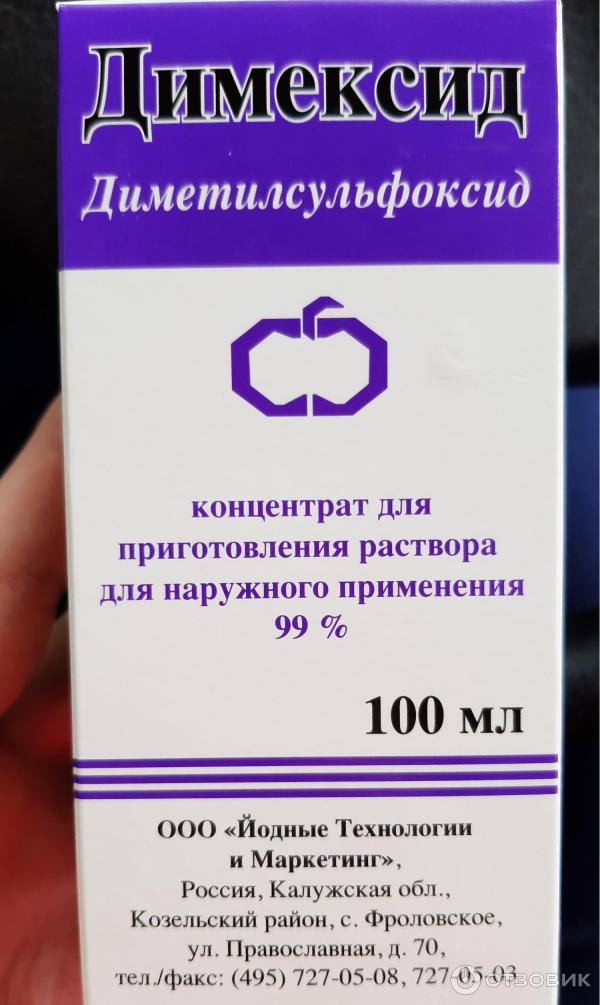 Димексид
Диметилсульфоксид
концентрат для
приготовления раствора
для наружного применения
99 %
100 мл
ООО «Йодные Технологии
и Маркетинг»,
Россия, Калужская обл.,
Козельский район, с. Фроловское,
ул. Православная, д. 70,
тел./факс: (495) 727-05-08, 727-05-03
отзовик